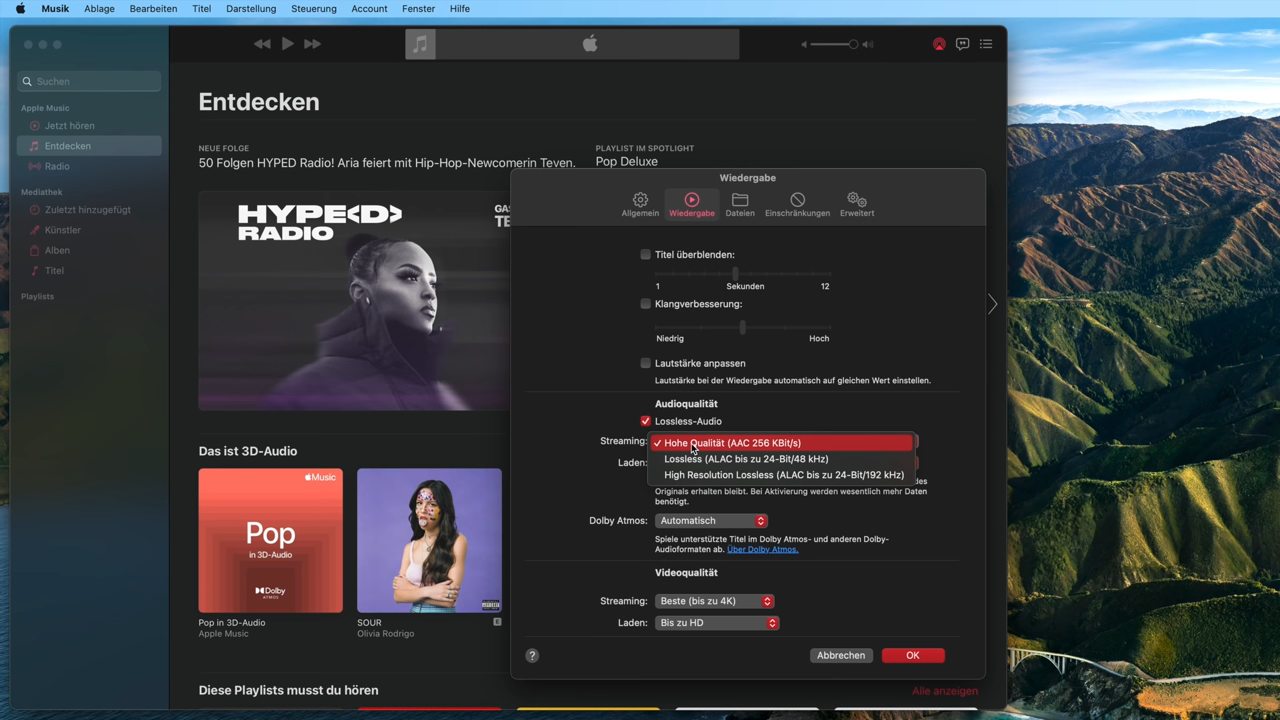 Musik Ablage Bearbeiten Titel Darstellung Steuerung Account Fenster Hilfe
Suchen
Apple Music
Jetzt hören
Entdecken
Radio
Mediathek
Zuletzt hinzugefügt
Künstler
Alben
Titel
Playlists
Entdecken
NEUE FOLGE
50 Folgen HYPED Radio! Aria feiert mit Hip-Hop-Newcomerin Teven.
PLAYLIST IM SPOTLIGHT
Pop Deluxe
HYPE<D>
RADIO
Das ist 3D-Audio
Music
Pop
in 3D-Audio
Dolby
ATMOS
Pop in 3D-Audio
Apple Music
SOUR
E
Olivia Rodrigo
Diese Playlists musst du hören
Alle anzeigen
Wiedergabe
Allgemein Wiedergabe Dateien Einschränkungen Erweitert
Titel überblenden:
1 Sekunden 12
Klangverbesserung:
Niedrig Hoch
Lautstärke anpassen
Lautstärke bei der Wiedergabe automatisch auf gleichen Wert einstellen.
Audioqualität
Lossless-Audio
Streaming: Hohe Qualität (AAC 256 KBit/s)
Lossless (ALAC bis zu 24-Bit/48 kHz)
Laden:
High Resolution Lossless (ALAC bis zu 24-Bit/192 kHz)
Originals erhalten bleibt. Bei Aktivierung werden wesentlich mehr Daten
benötigt.
Dolby Atmos: Automatisch
Spiele unterstützte Titel im Dolby Atmos- und anderen Dolby-
Audioformaten ab. Über Dolby Atmos.
Videoqualität
Streaming: Beste (bis zu 4K)
Laden: Bis zu HD
? Abbrechen OK